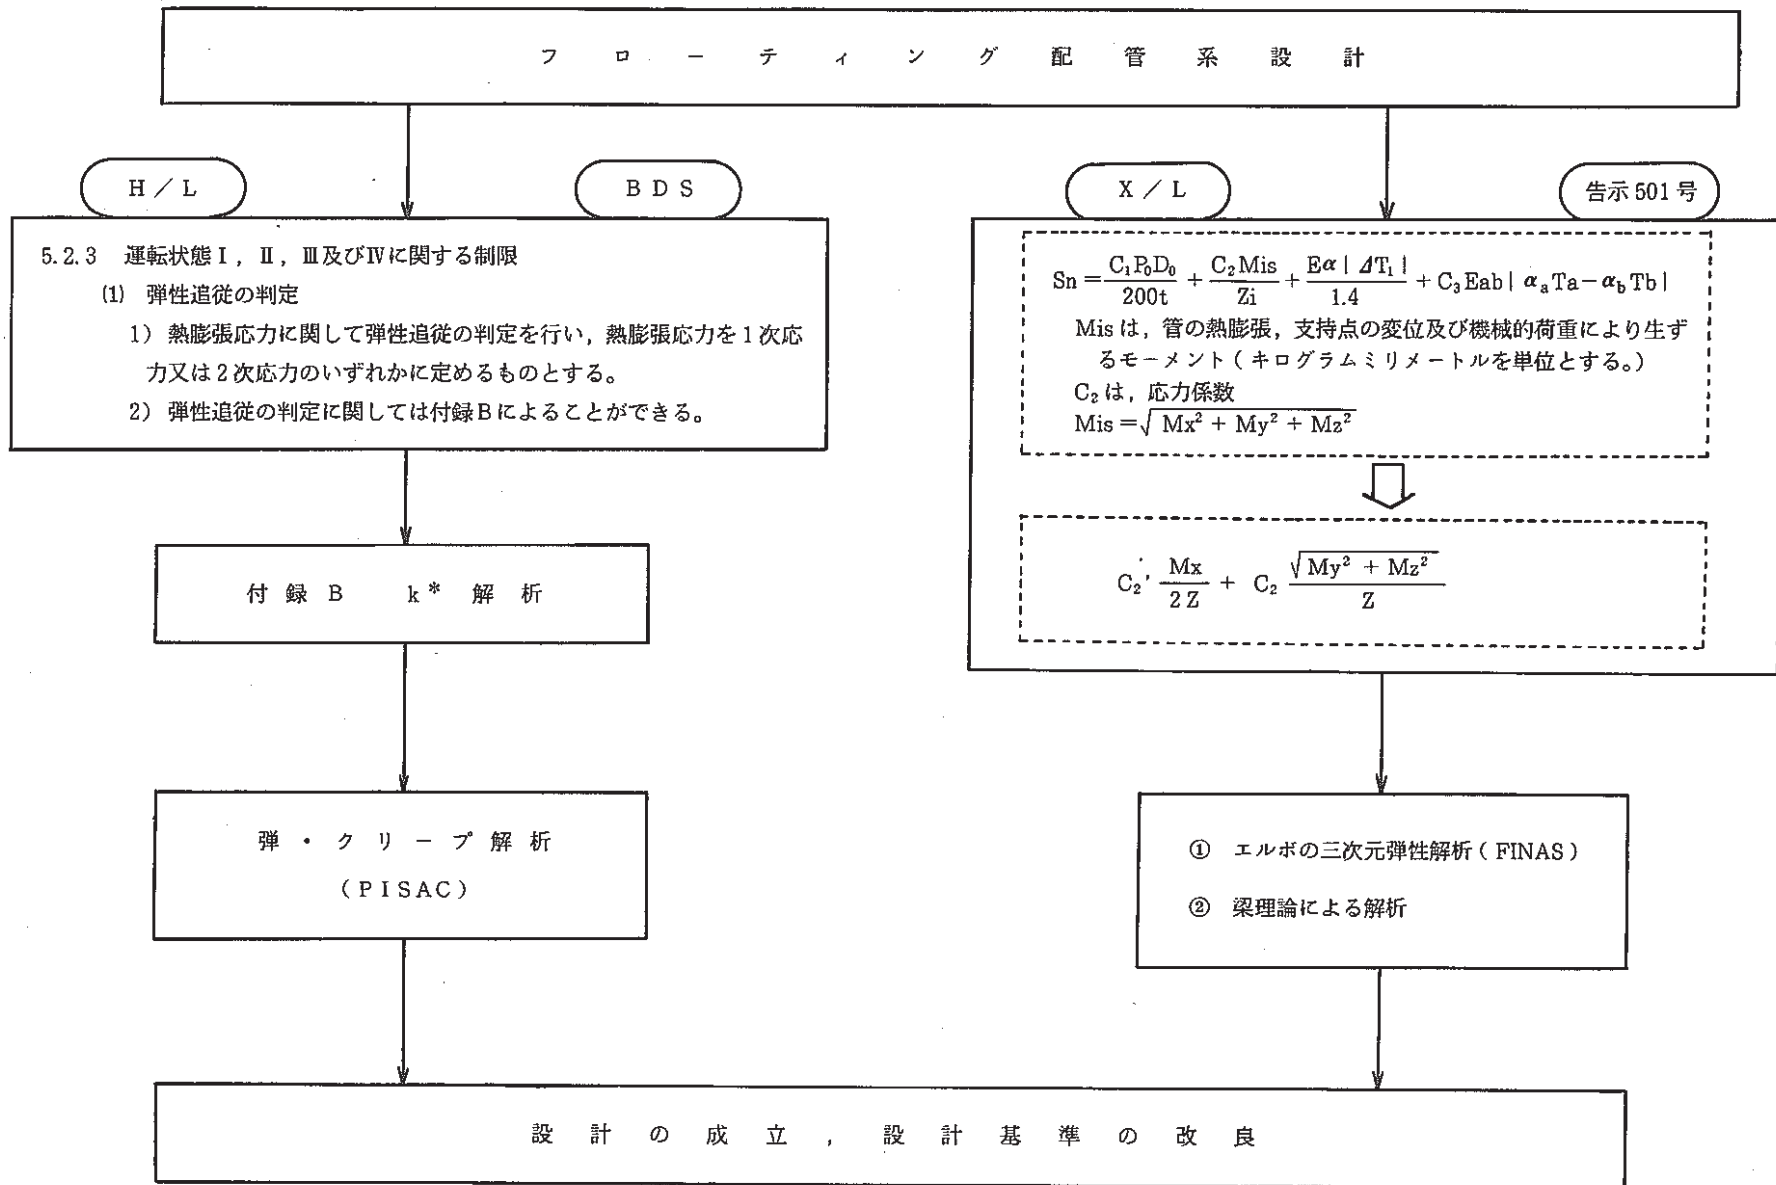 フローティング配管系設計
H / L
BDS
5.2.3 運転状態Ⅰ,Ⅱ,Ⅲ及びⅣに関する制限
(1) 弾性追従の判定
1) 熱膨張応力に関して弾性追従の判定を行い,熱膨張応力を1次応
力又は2次応力のいずれかに定めるものとする。
2) 弾性追従の判定に関しては付録Bによることができる。
付録B k* 解析
弾・クリープ解析
(PISAC)
X / L
告示501号
Sn = C₁P₀D₀/200t + C₂Mis/Zi + Eα|ΔT₁|/1.4 + C₃Eab|αₐTa−α_bTb|
Misは,管の熱膨張,支持点の変位及び機械的荷重により生ず
るモーメント(キログラムミリメートルを単位とする。)
C₂は,応力係数
Mis = √(Mx² + My² + Mz²)
C₂' Mx/2Z + C₂ √(My² + Mz²)/Z
① エルボの三次元弾性解析(FINAS)
② 梁理論による解析
設計の成立,設計基準の改良